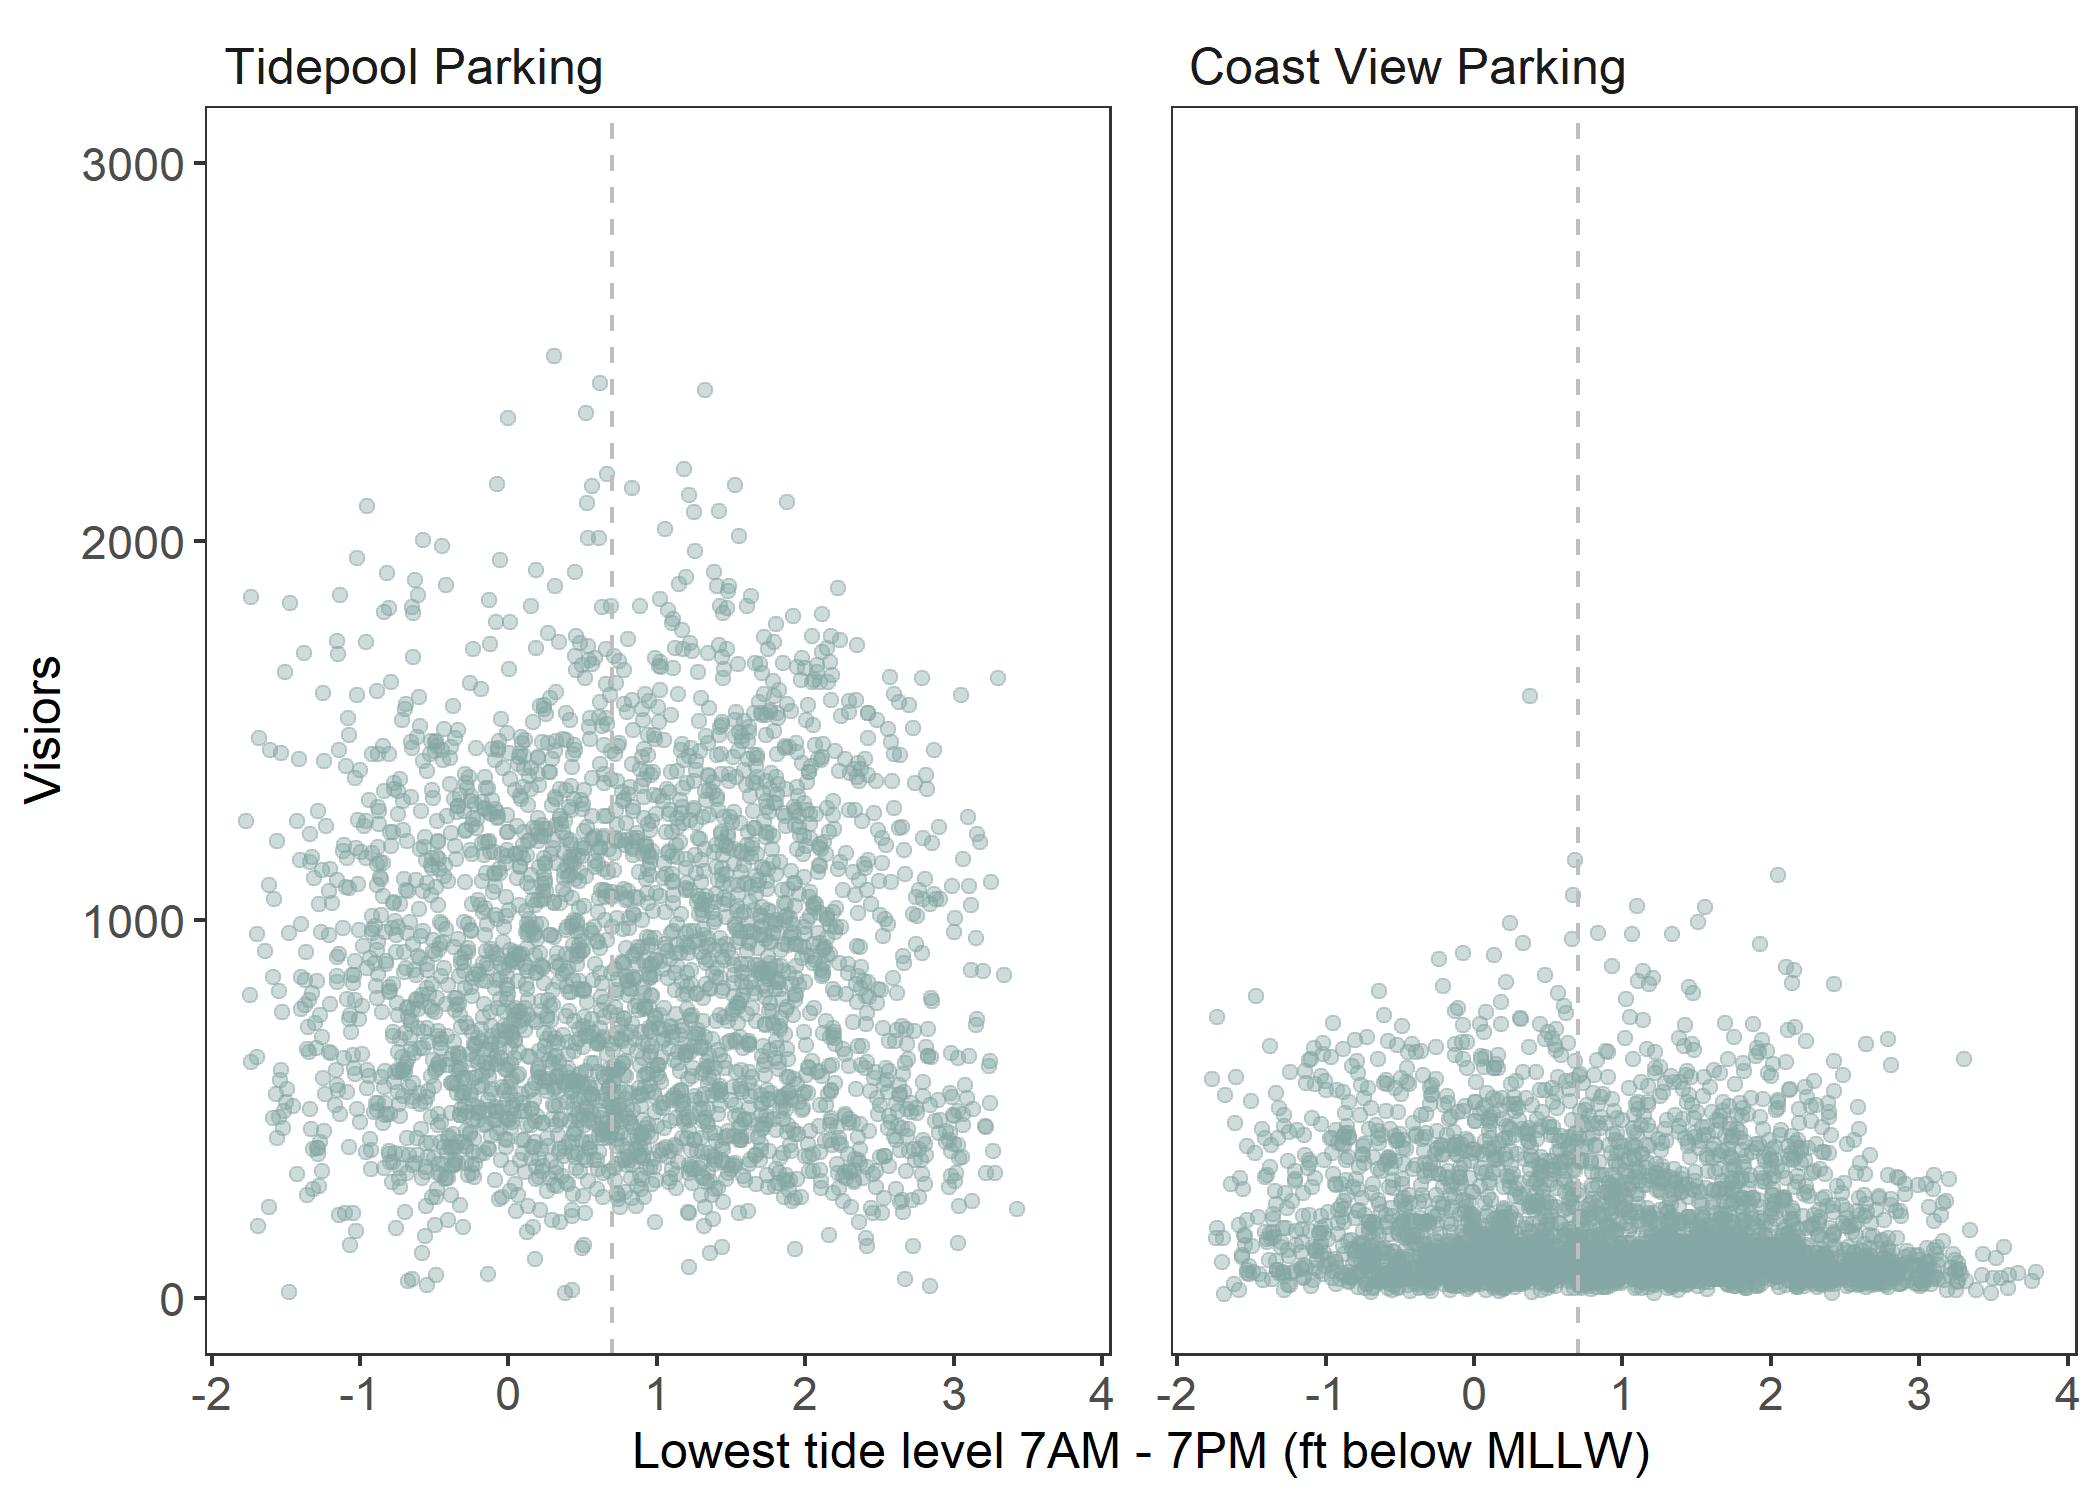 Tidepool Parking
Coast View Parking
3000
2000
1000
0
Visiors
-2 -1 0 1 2 3 4
-2 -1 0 1 2 3 4
Lowest tide level 7AM - 7PM (ft below MLLW)